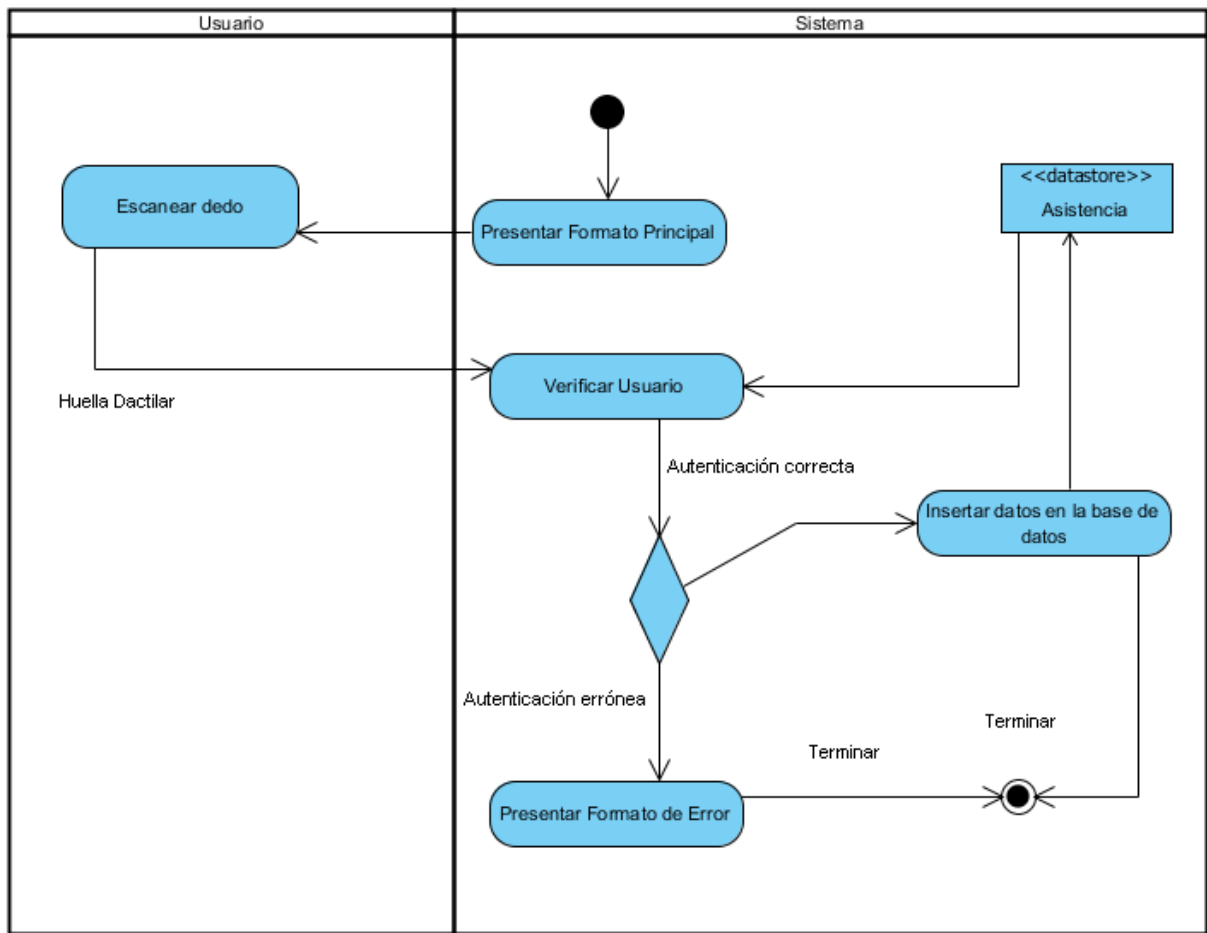 Usuario
Sistema
Escanear dedo
Presentar Formato Principal
<<datastore>>
Asistencia
Huella Dactilar
Verificar Usuario
Autenticación correcta
Insertar datos en la base de
datos
Autenticación errónea
Terminar
Terminar
Presentar Formato de Error